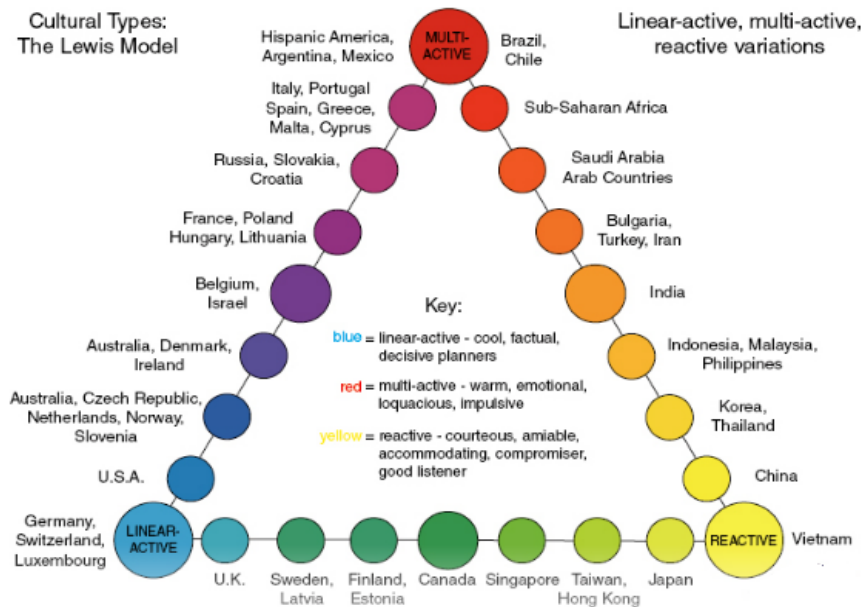 Cultural Types:
The Lewis Model
Linear-active, multi-active,
reactive variations
Hispanic America,
Argentina, Mexico
MULTI-
ACTIVE
Brazil,
Chile
Italy, Portugal
Spain, Greece,
Malta, Cyprus
Sub-Saharan Africa
Russia, Slovakia,
Croatia
Saudi Arabia
Arab Countries
France, Poland
Hungary, Lithuania
Bulgaria,
Turkey, Iran
Belgium,
Israel
India
Key:
blue = linear-active - cool, factual,
decisive planners
red = multi-active - warm, emotional,
loquacious, impulsive
yellow = reactive - courteous, amiable,
accommodating, compromiser,
good listener
Australia, Denmark,
Ireland
Indonesia, Malaysia,
Philippines
Australia, Czech Republic,
Netherlands, Norway,
Slovenia
Korea,
Thailand
U.S.A.
China
Germany,
Switzerland,
Luxembourg
LINEAR-
ACTIVE
REACTIVE
Vietnam
U.K.
Sweden,
Latvia
Finland,
Estonia
Canada
Singapore
Taiwan,
Hong Kong
Japan